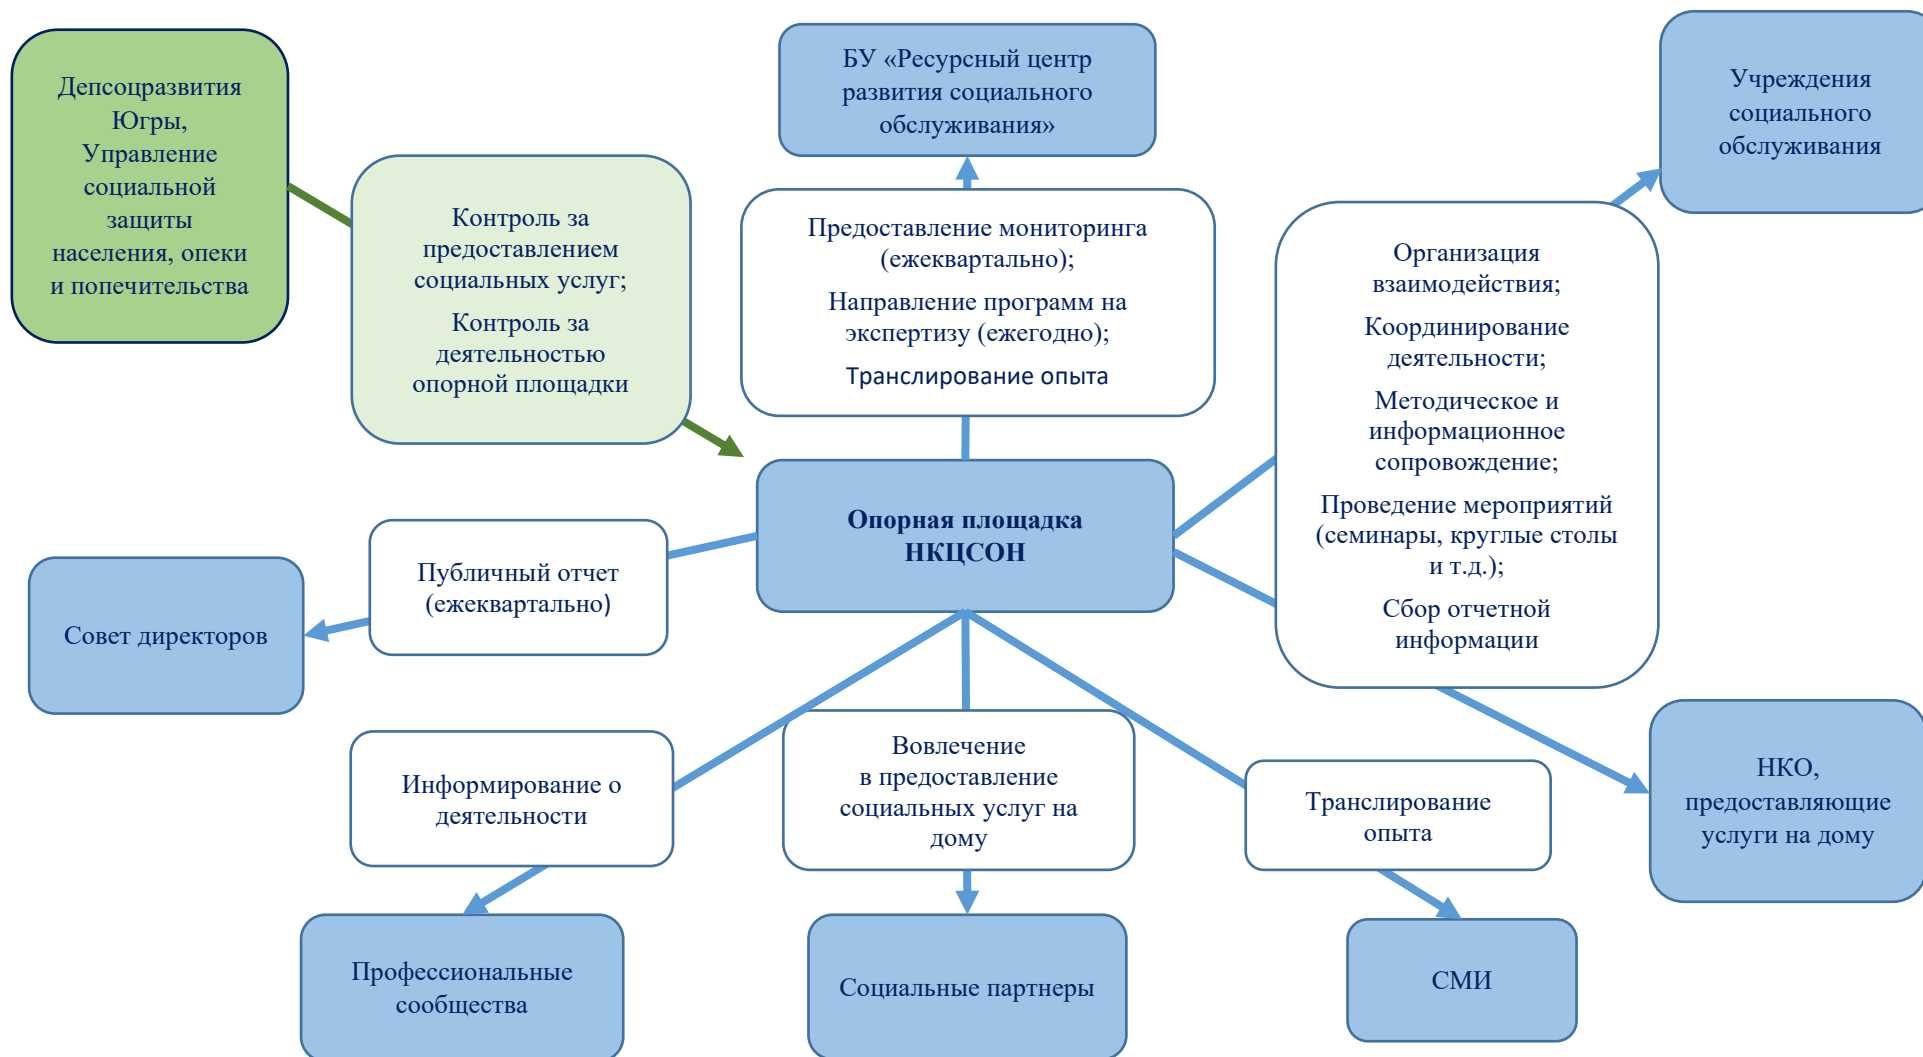 Депсоцразвития
Югры,
Управление
социальной
защиты
населения, опеки
и попечительства
Контроль за
предоставлением
социальных услуг;
Контроль за
деятельностью
опорной площадки
БУ «Ресурсный центр
развития социального
обслуживания»
Предоставление мониторинга
(ежеквартально);
Направление программ на
экспертизу (ежегодно);
Транслирование опыта
Учреждения
социального
обслуживания
Организация
взаимодействия;
Координирование
деятельности;
Методическое и
информационное
сопровождение;
Проведение мероприятий
(семинары, круглые столы
и т.д.);
Сбор отчетной
информации
Опорная площадка
НКЦСОН
Публичный отчет
(ежеквартально)
Совет директоров
Информирование о
деятельности
Вовлечение
в предоставление
социальных услуг на
дому
Транслирование
опыта
НКО,
предоставляющие
услуги на дому
Профессиональные
сообщества
Социальные партнеры
СМИ